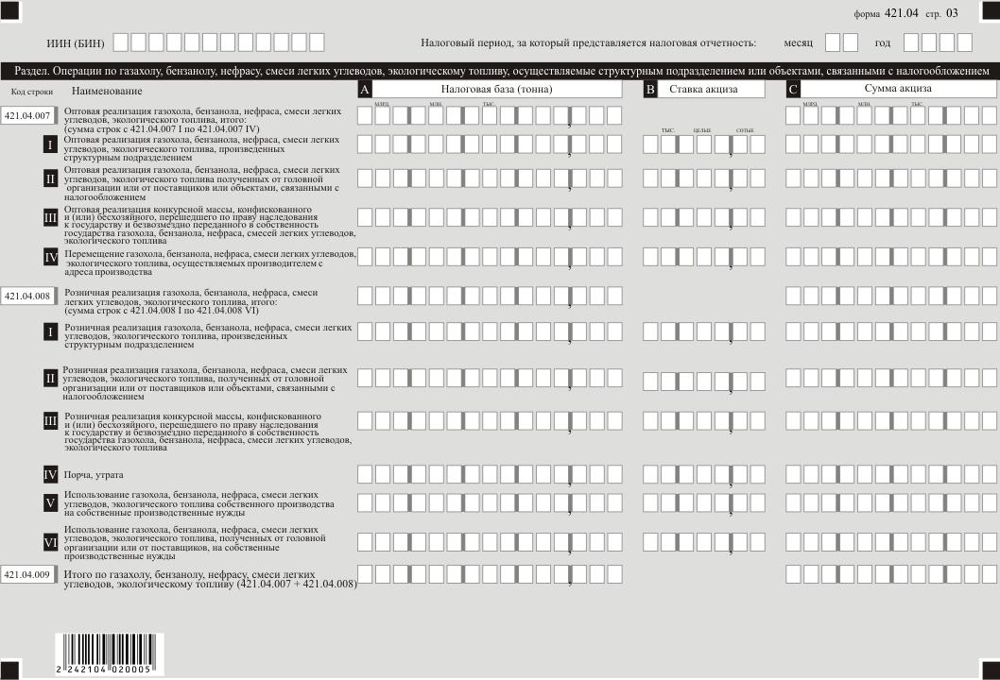 форма 421.04 стр. 03
ИИН (БИН) Налоговый период, за который представляется налоговая отчетность: месяц год
Раздел. Операции по газохолу, бензанолу, нефрасу, смеси легких углеводов, экологическому топливу, осуществляемые структурным подразделением или объектами, связанными с налогообложением
Код строки Наименование A Налоговая база (тонна) B Ставка акциза C Сумма акциза
МЛРД. МЛН. ТЫС. МЛРД. МЛН. ТЫС.
421.04.007 Оптовая реализация газохола, бензанола, нефраса, смеси легких
углеводов, экологического топлива, итого:
(сумма строк с 421.04.007 I по 421.04.007 IV)
ТЫС. ЦЕЛЫЕ СОТЫЕ
I Оптовая реализация газохола, бензанола, нефраса, смеси легких
углеводов, экологического топлива, произведенных
структурным подразделением
II Оптовая реализация газохола, бензанола, нефраса, смеси легких
углеводов, экологического топлива полученных от головной
организации или от поставщиков или объектами, связанными с
налогообложением
III Оптовая реализация конкурсной массы, конфискованного
и (или) бесхозяйного, перешедшего по праву наследования
к государству и безвозмездно переданного в собственность
государства газохола, бензанола, нефраса, смесей легких углеводов,
экологического топлива
IV Перемещение газохола, бензанола, нефраса, смеси легких углеводов,
экологического топлива, осуществляемых производителем с
адреса производства
421.04.008 Розничная реализация газохола, бензанола, нефраса, смеси
легких углеводов, экологического топлива, итого:
(сумма строк с 421.04.008 I по 421.04.008 VI)
I Розничная реализация газохола, бензанола, нефраса, смеси легких
углеводов, экологического топлива, произведенных
структурным подразделением
II Розничная реализация газохола, бензанола, нефраса, смеси легких
углеводов, экологического топлива, полученных от головной
организации или от поставщиков или объектами, связанными с
налогообложением
III Розничная реализация конкурсной массы, конфискованного
и (или) бесхозяйного, перешедшего по праву наследования
к государству и безвозмездно переданного в собственность
государства газохола, бензанола, нефраса, смеси легких углеводов,
экологического топлива
IV Порча, утрата
V Использование газохола, бензанола, нефраса, смеси легких
углеводов, экологического топлива собственного производства
на собственные производственные нужды
VI Использование газохола, бензанола, нефраса, смеси легких
углеводов, экологического топлива, полученных от головной
организации или от поставщиков, на собственные
производственные нужды
421.04.009 Итого по газахолу, бензанолу, нефрасу, смеси легких
углеводов, экологическому топливу (421.04.007 + 421.04.008)
2 242104 020005